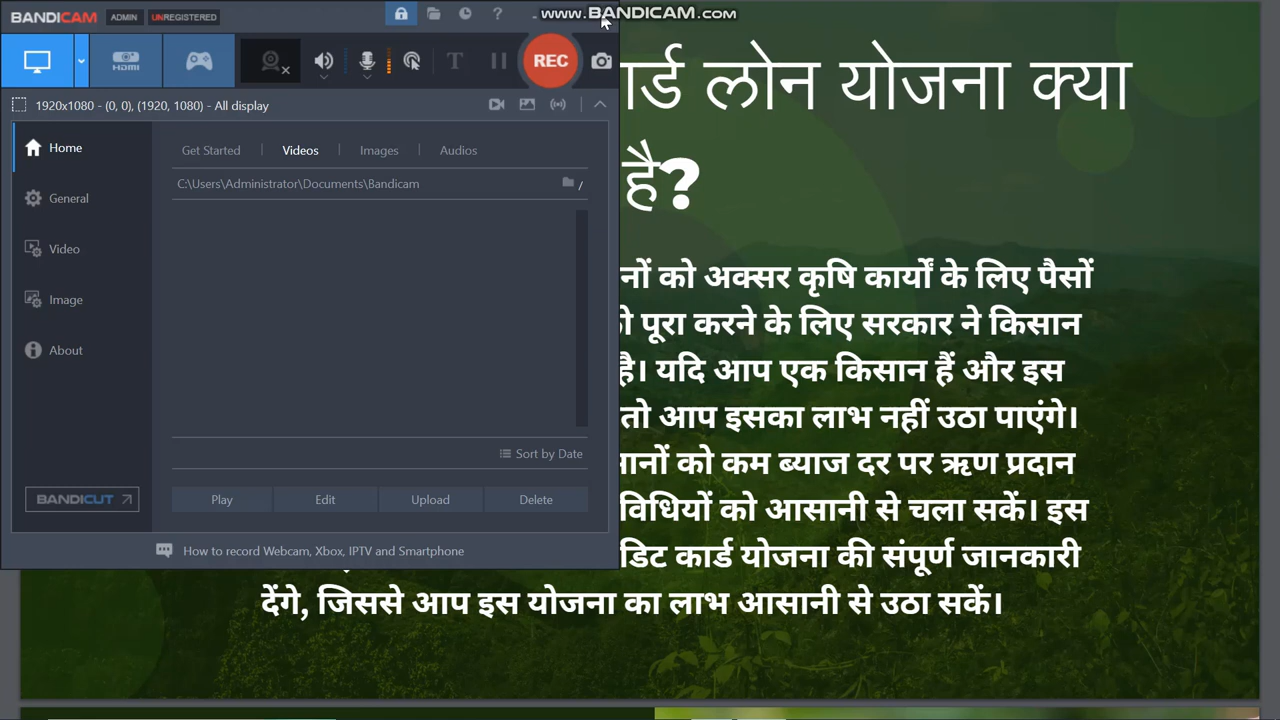 BANDICAM ADMIN UNREGISTERED
www.BANDICAM.com
HDMI REC
1920x1080 - (0, 0), (1920, 1080) - All display
Home
General
Video
Image
About
BANDICUT
Get Started Videos Images Audios
C:\Users\Administrator\Documents\Bandicam
Sort by Date
Play Edit Upload Delete
How to record Webcam, Xbox, IPTV and Smartphone
लोन योजना क्या
है?
को अक्सर कृषि कार्यों के लिए पैसों
पूरा करने के लिए सरकार ने किसान
है। यदि आप एक किसान हैं और इस
तो आप इसका लाभ नहीं उठा पाएंगे।
को कम ब्याज दर पर ऋण प्रदान
को आसानी से चला सकें। इस
कार्ड योजना की संपूर्ण जानकारी
देंगे, जिससे आप इस योजना का लाभ आसानी से उठा सकें।